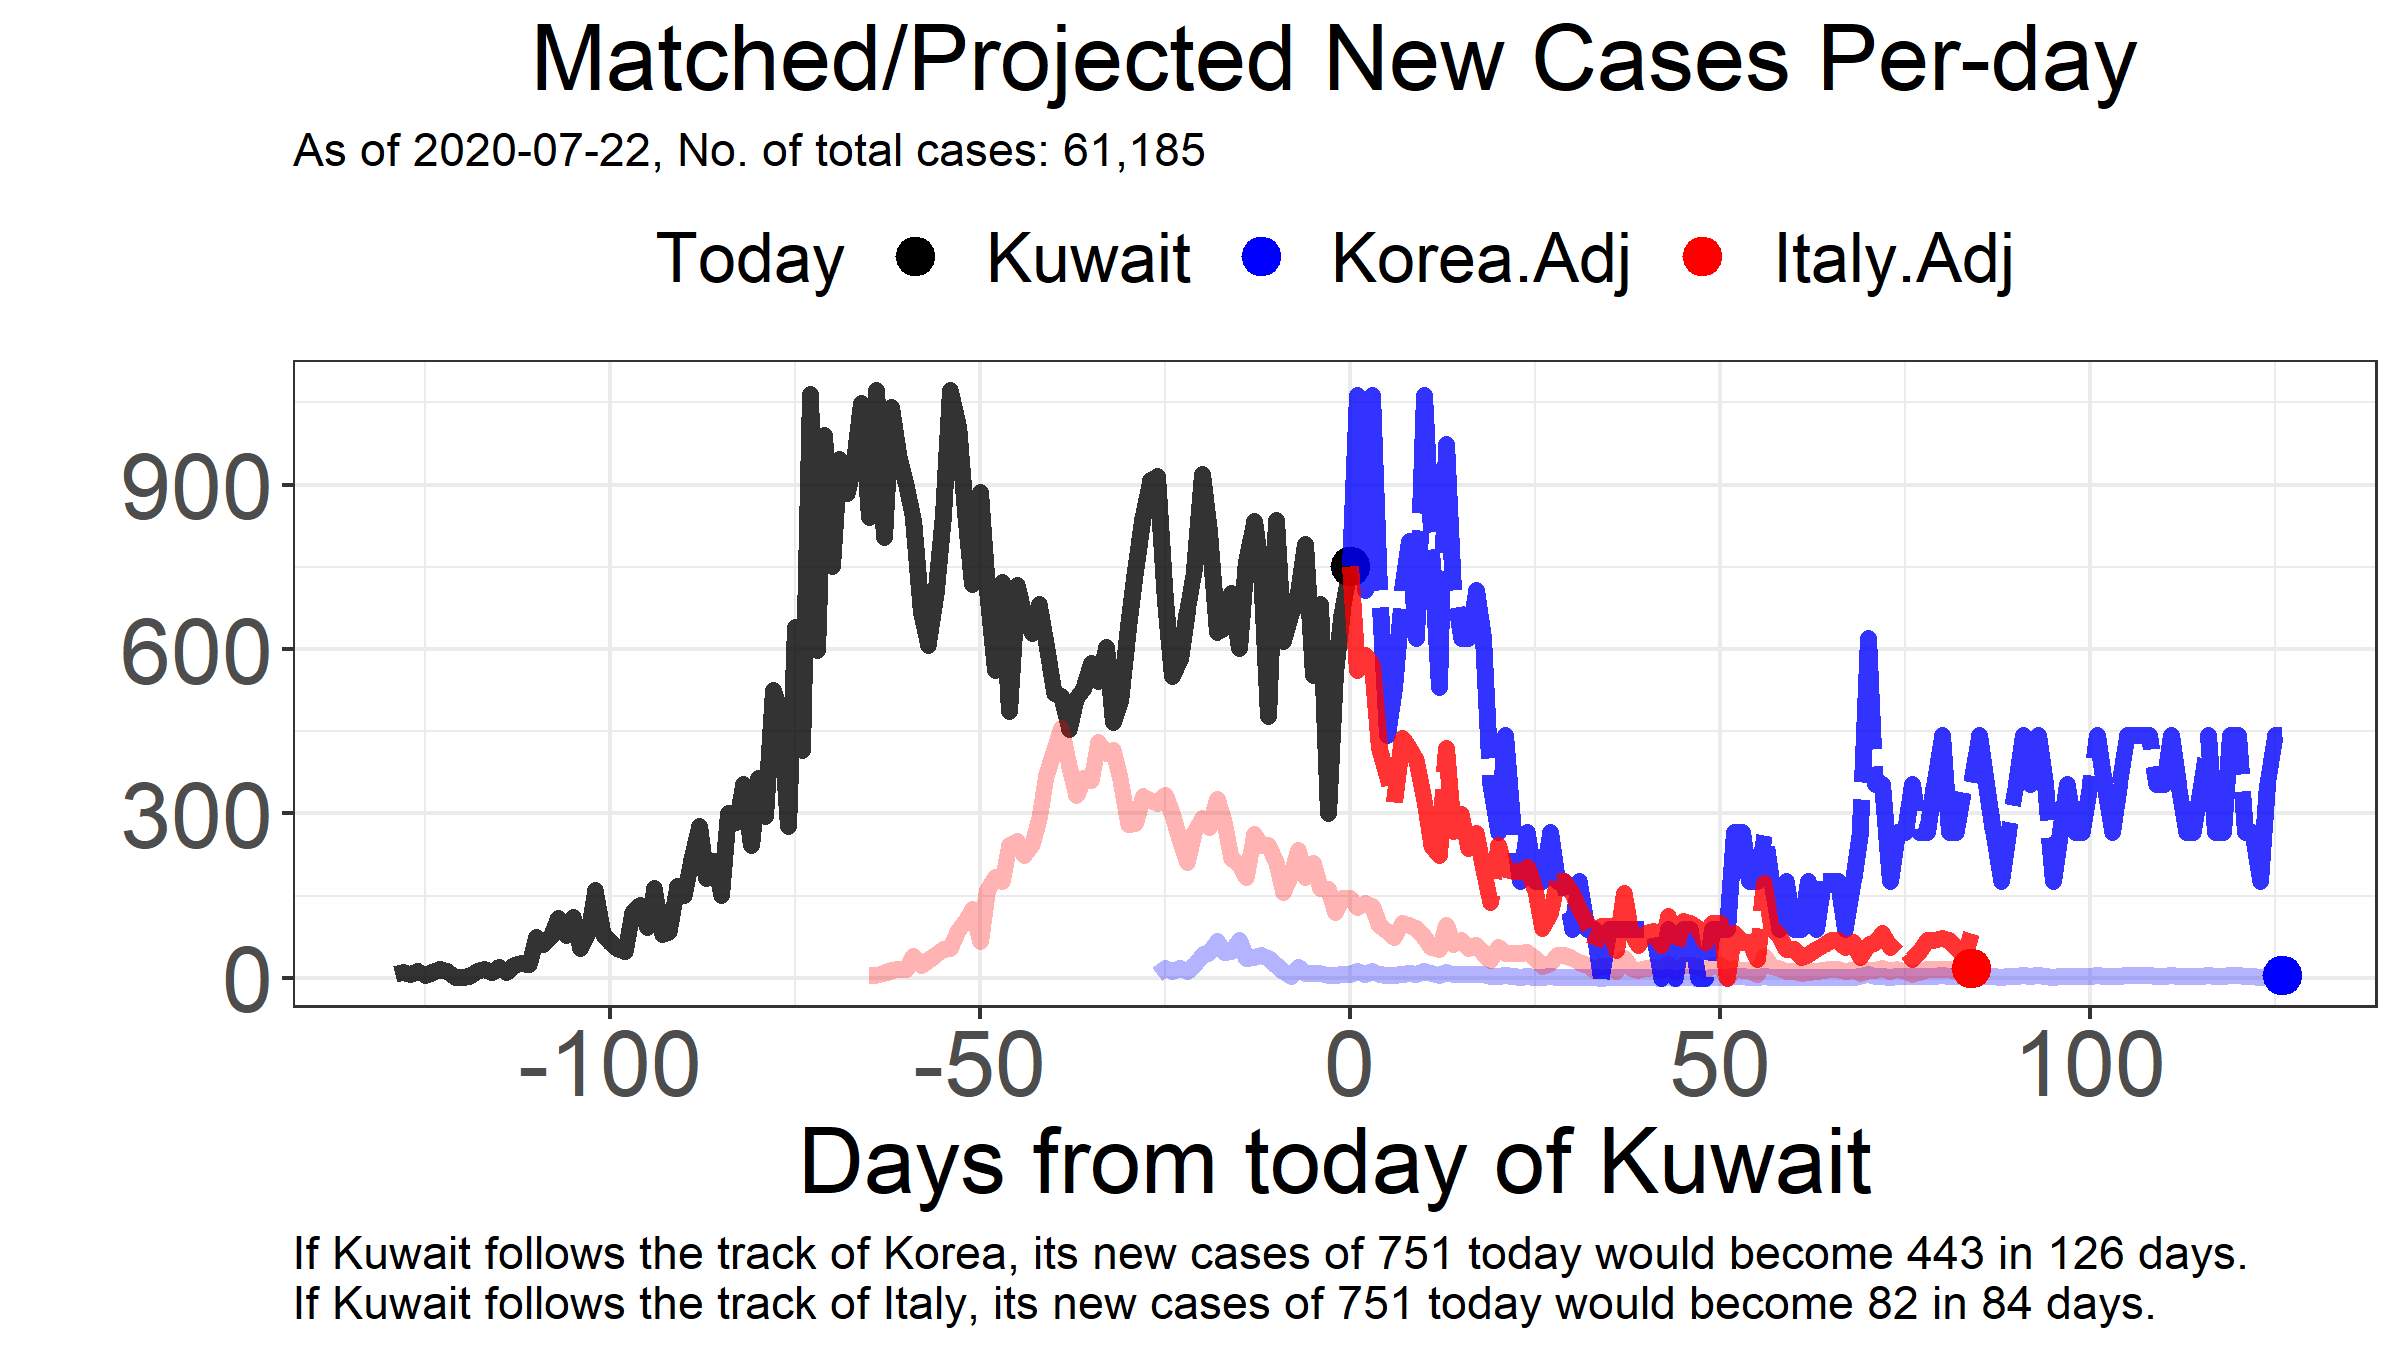 Matched/Projected New Cases Per-day
As of 2020-07-22, No. of total cases: 61,185
Today Kuwait Korea.Adj Italy.Adj
900
600
300
0
-100 -50 0 50 100
Days from today of Kuwait
If Kuwait follows the track of Korea, its new cases of 751 today would become 443 in 126 days.
If Kuwait follows the track of Italy, its new cases of 751 today would become 82 in 84 days.